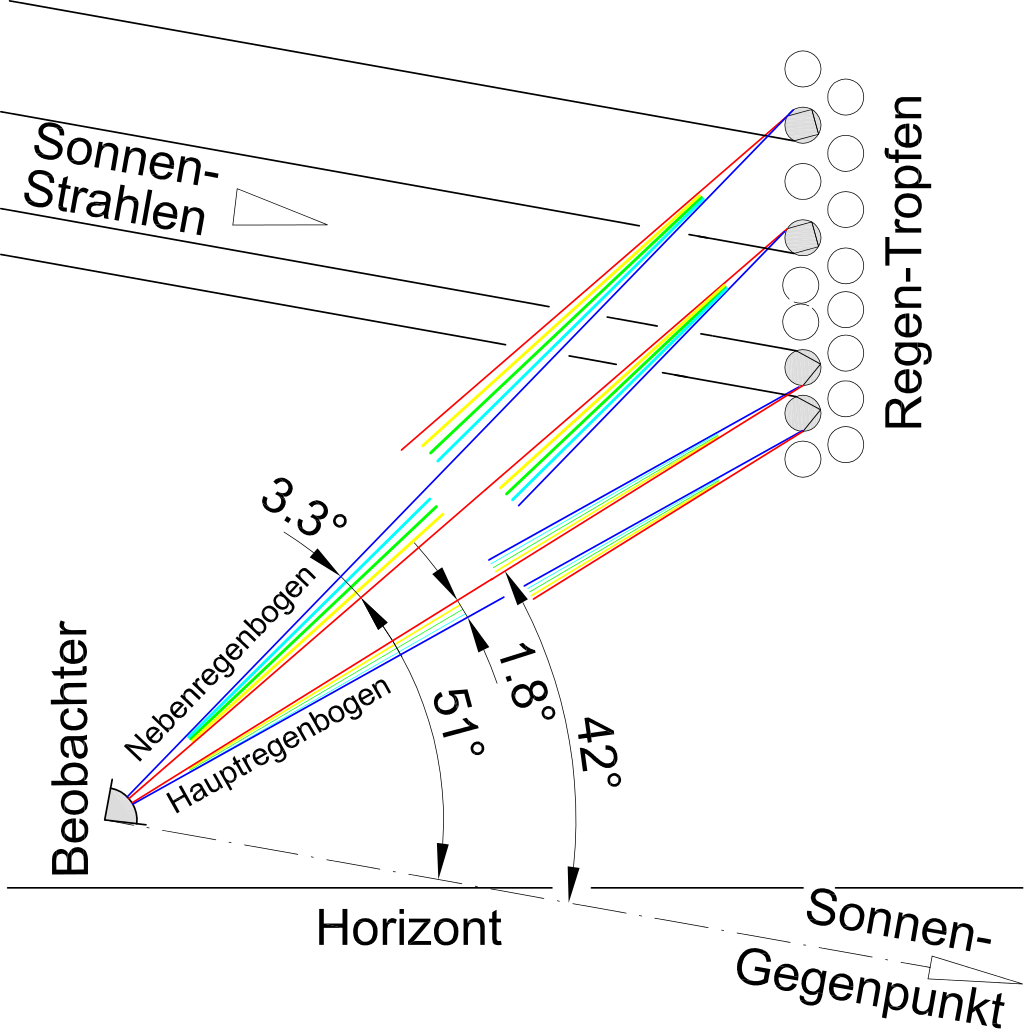 Sonnen-
Strahlen
Regen-Tropfen
3.3°
Nebenregenbogen
Hauptregenbogen
1.8°
51°
42°
Beobachter
Horizont
Sonnen-
Gegenpunkt